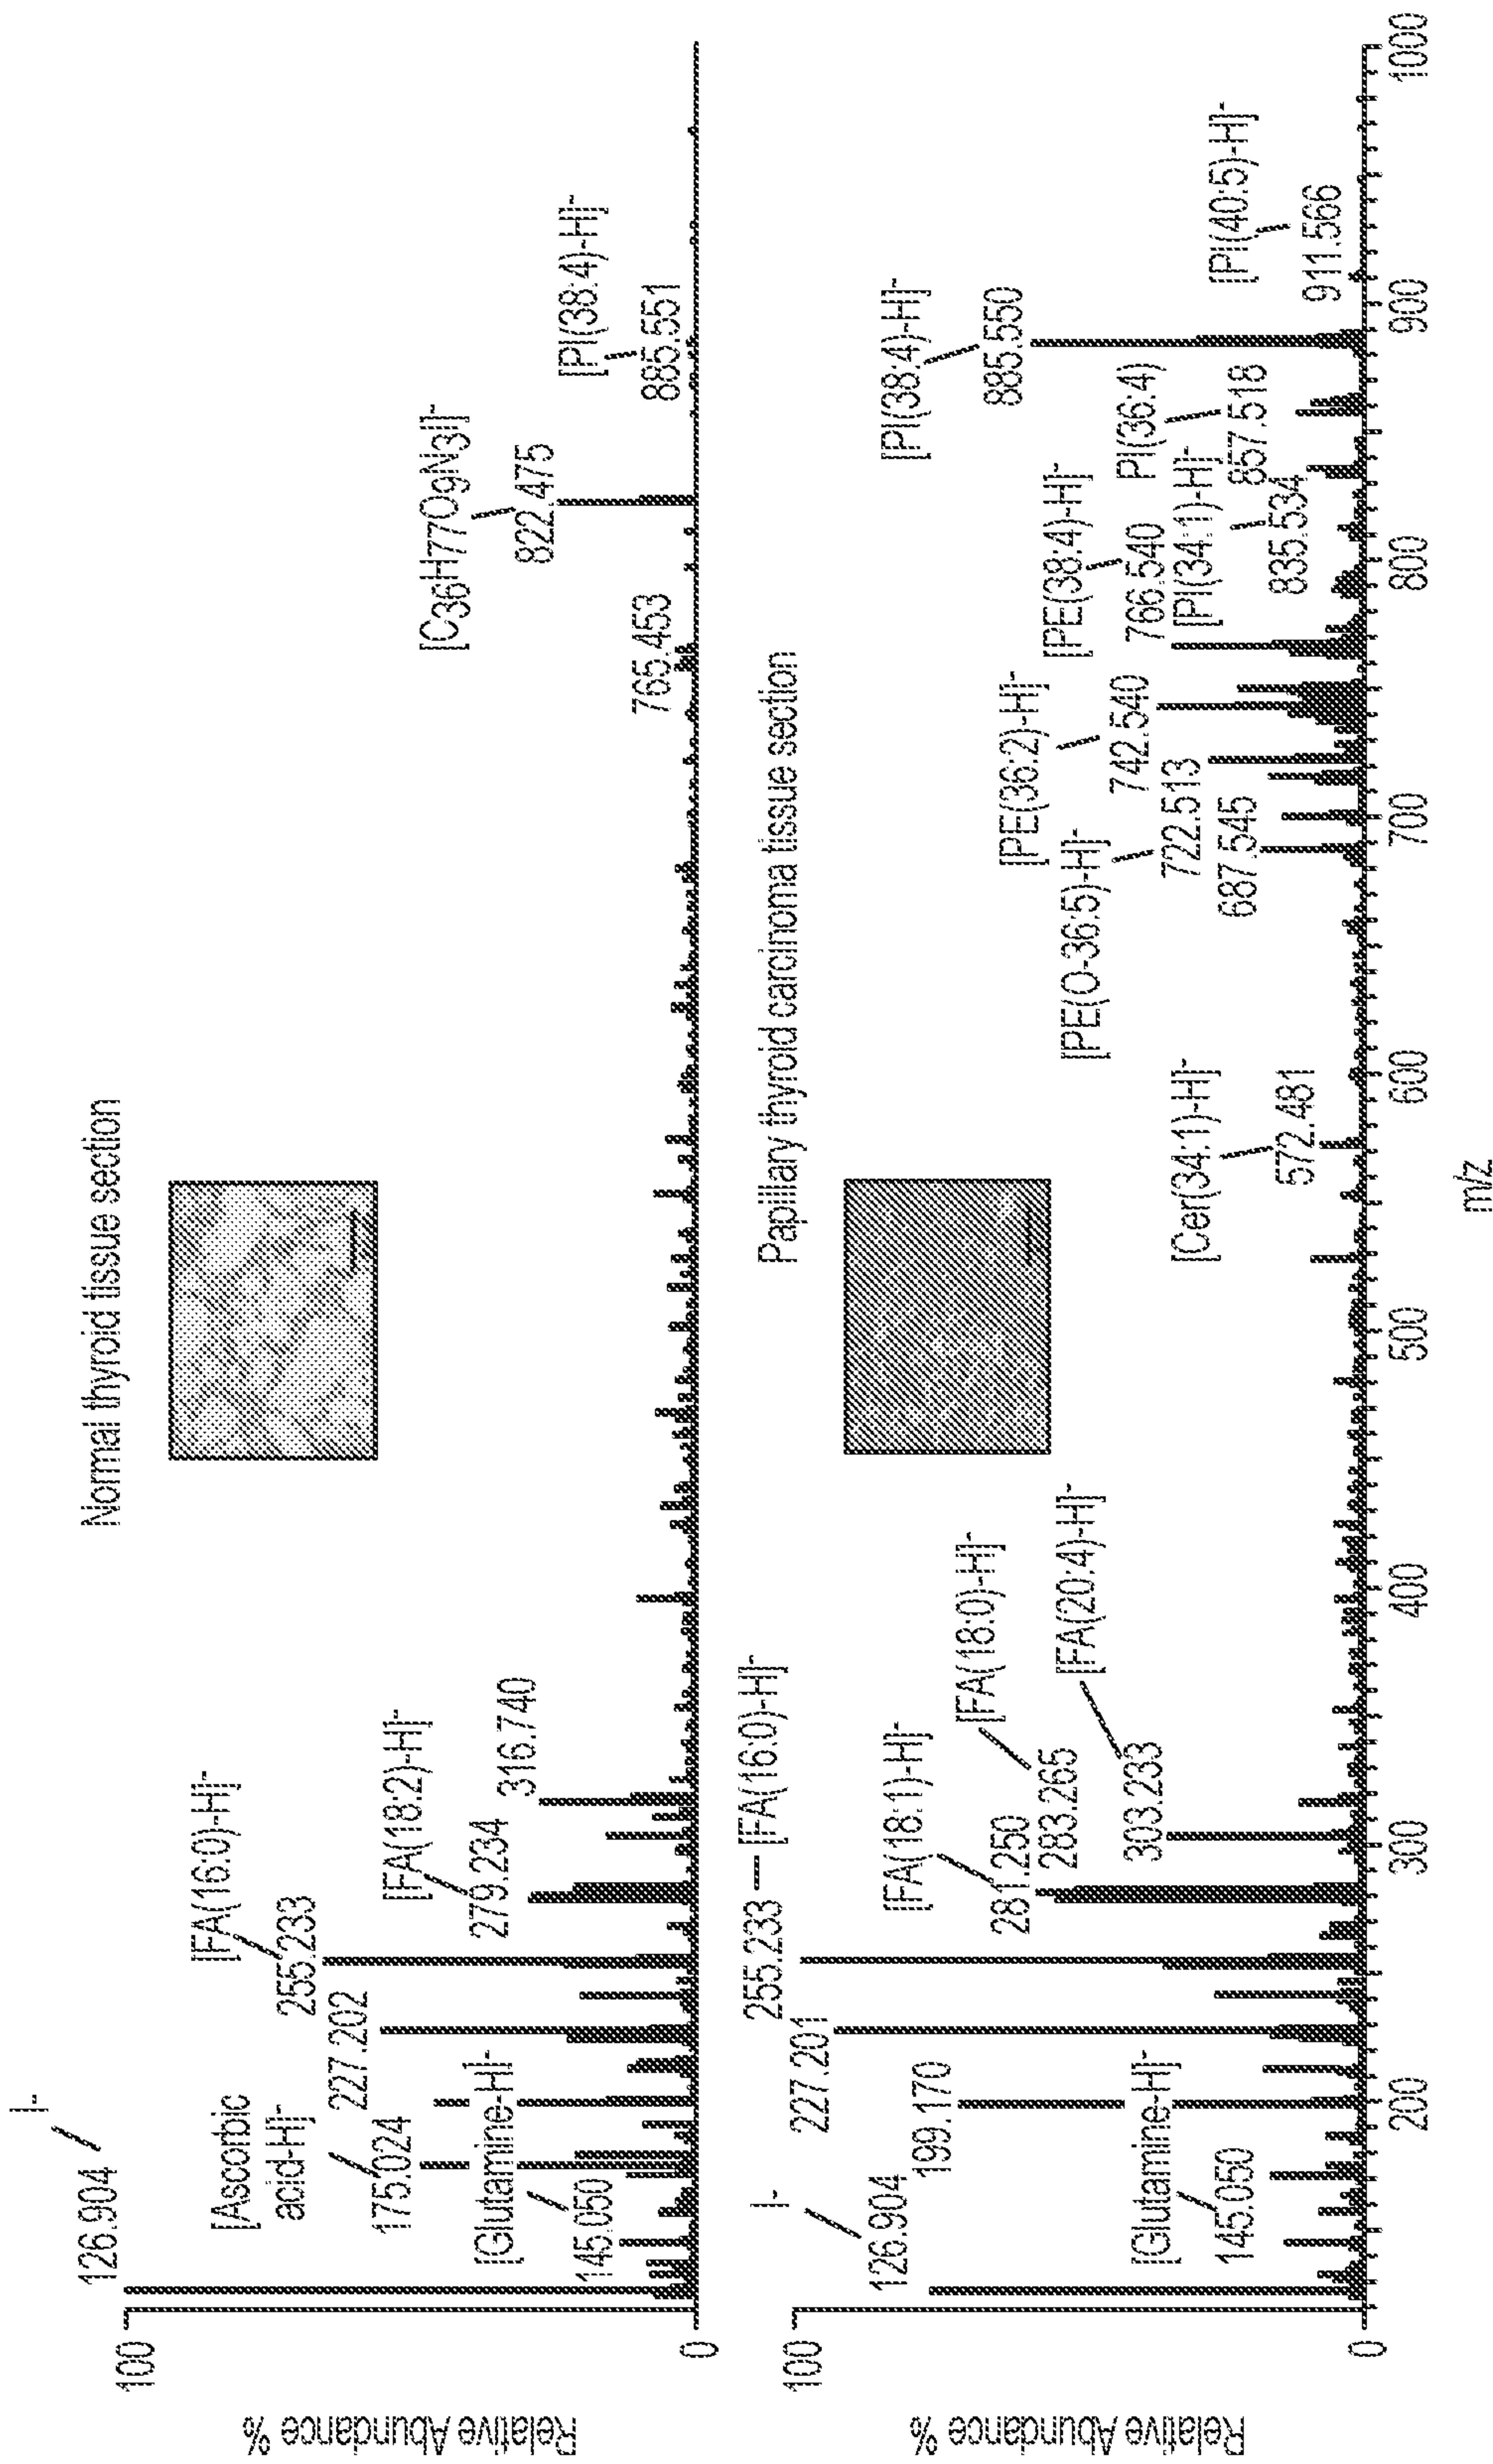 Normal thyroid tissue section
Relative Abundance %
100
0
I-
126.904
[Ascorbic
acid-H]-
175.024
[Glutamine-H]-
145.050
227.202
[FA(16:0)-H]-
255.233
[FA(18:2)-H]-
279.234
316.740
765.453
[C36H77O9N3I]-
822.475
[PI(38:4)-H]-
885.551
Papillary thyroid carcinoma tissue section
Relative Abundance %
100
0
I-
126.904
[Glutamine-H]-
145.050
199.170
227.201
255.233
[FA(16:0)-H]-
[FA(18:1)-H]-
281.250
[FA(18:0)-H]-
283.265
[FA(20:4)-H]-
303.233
[Cer(34:1)-H]-
572.481
687.545
[PE(O-36:5)-H]-
722.513
[PE(36:2)-H]-
742.540
[PE(38:4)-H]-
766.540
[PI(34:1)-H]-
835.534
PI(36:4)
857.518
[PI(38:4)-H]-
885.550
[PI(40:5)-H]-
911.566
200
300
400
500
600
700
800
900
1000
m/z